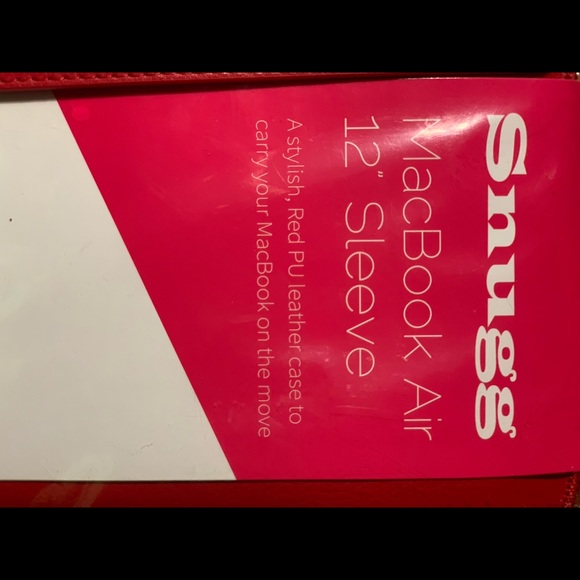 Snugg
MacBook Air
12" Sleeve
A stylish, Red PU leather case to
carry your MacBook on the move